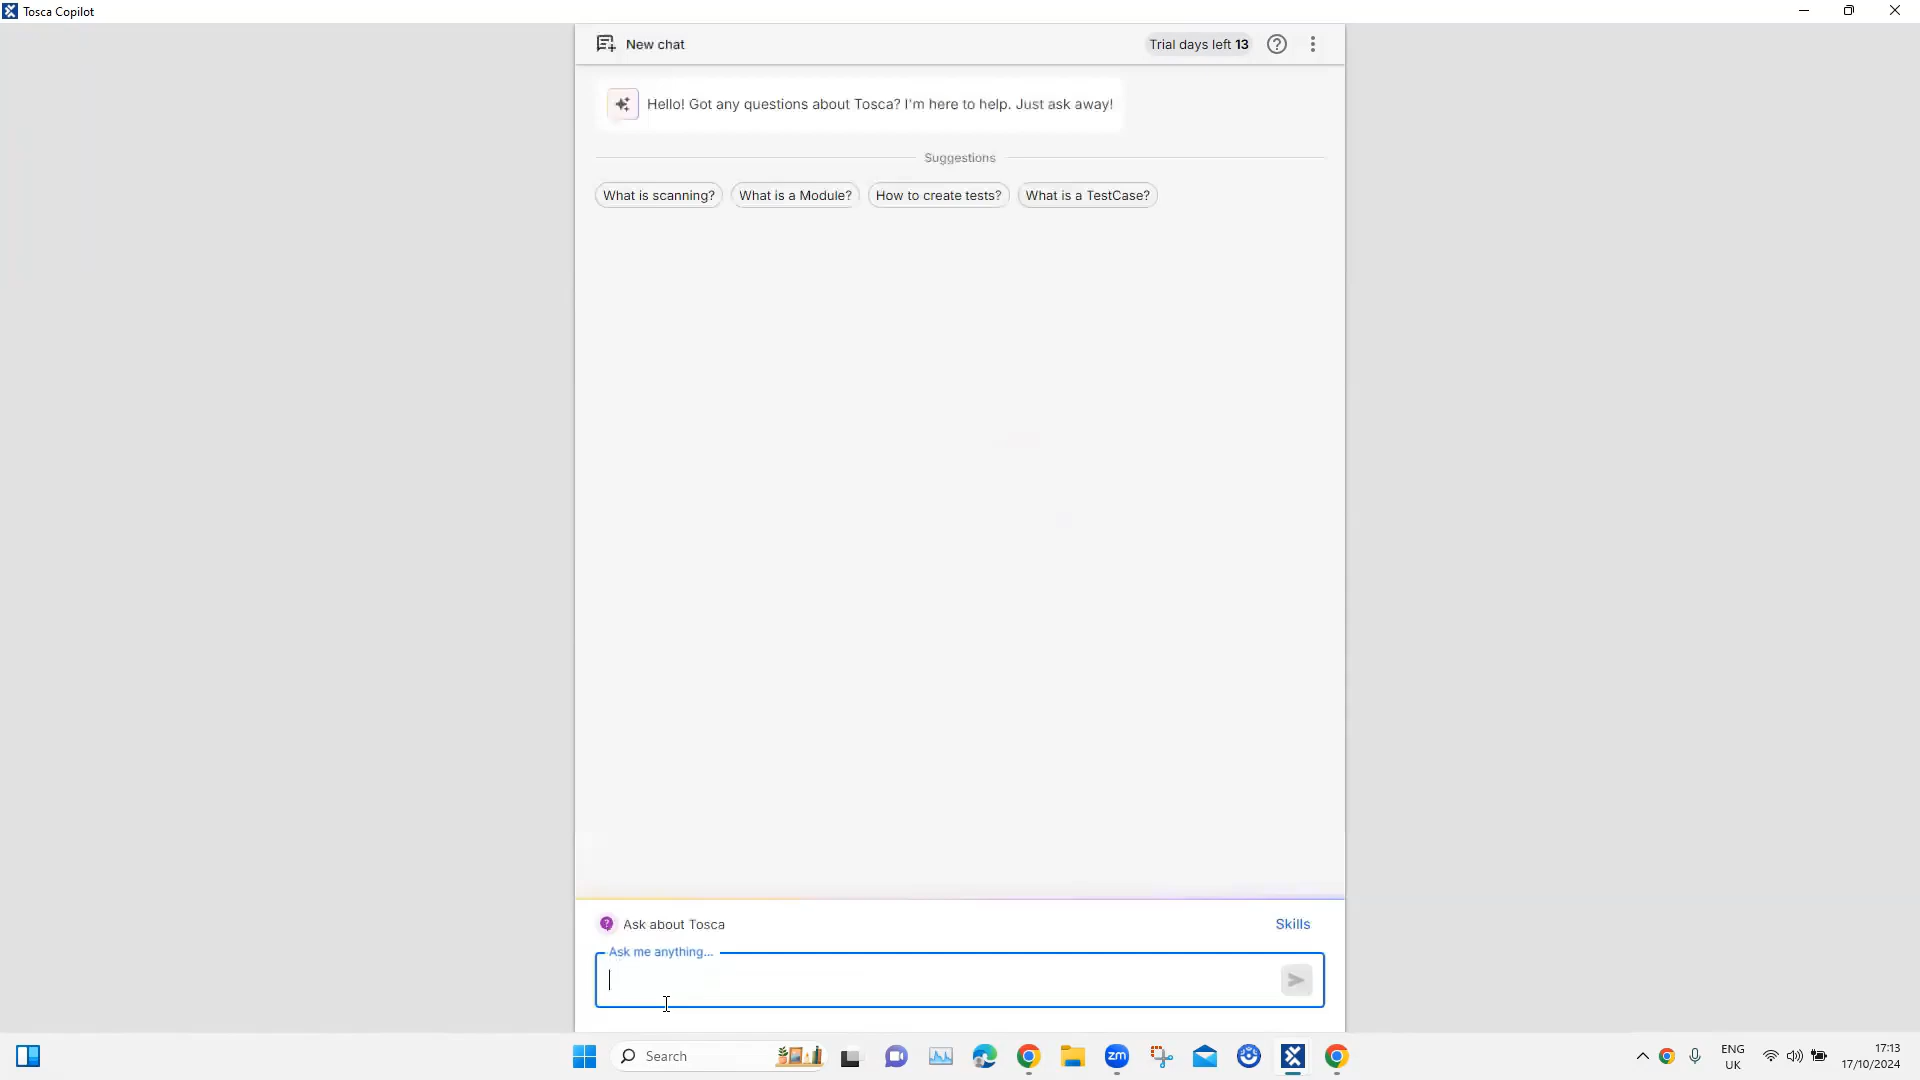 Tosca Copilot
New chat
Trial days left 13
Hello! Got any questions about Tosca? I'm here to help. Just ask away!
Suggestions
What is scanning?
What is a Module?
How to create tests?
What is a TestCase?
Ask about Tosca
Skills
Ask me anything...
Search
zm
ENG
UK
17:13
17/10/2024